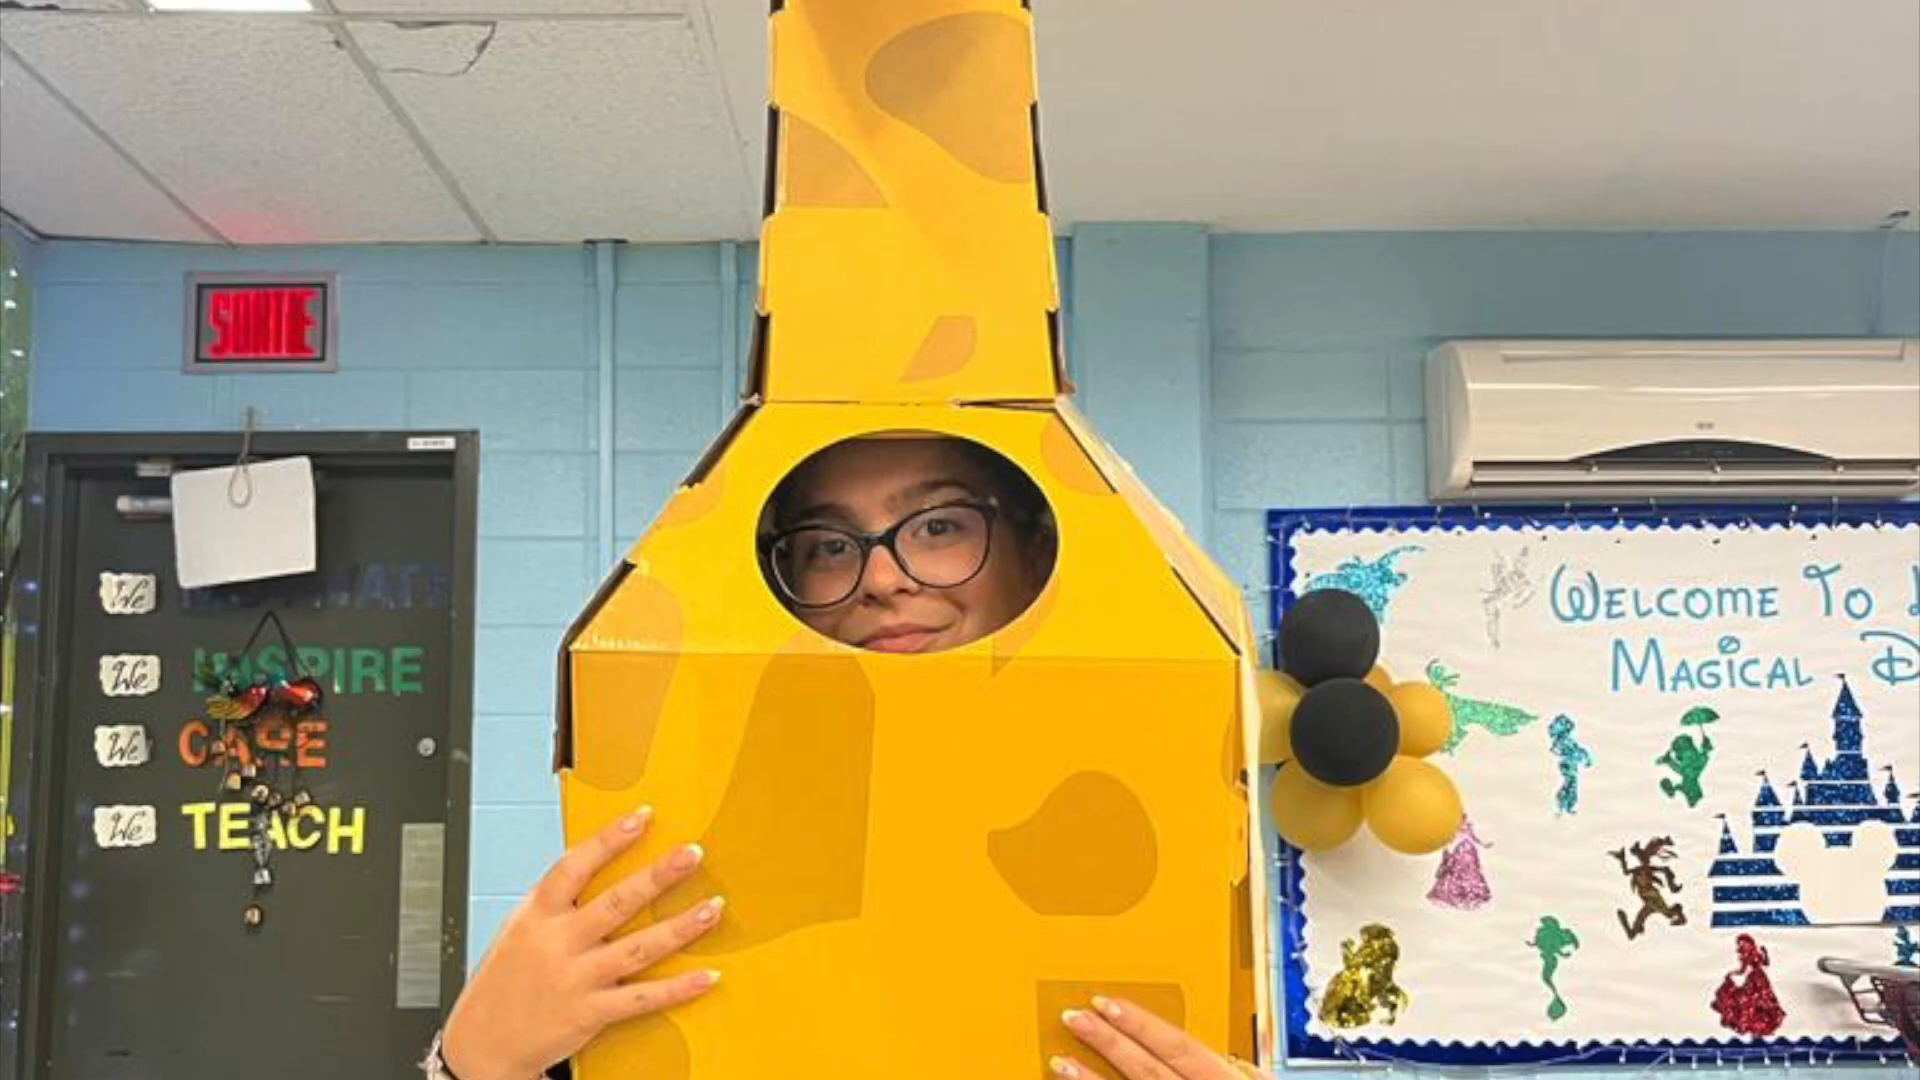 SORTIE
We
We INSPIRE
We CARE
We TEACH
WELCOME TO
MAGICAL D